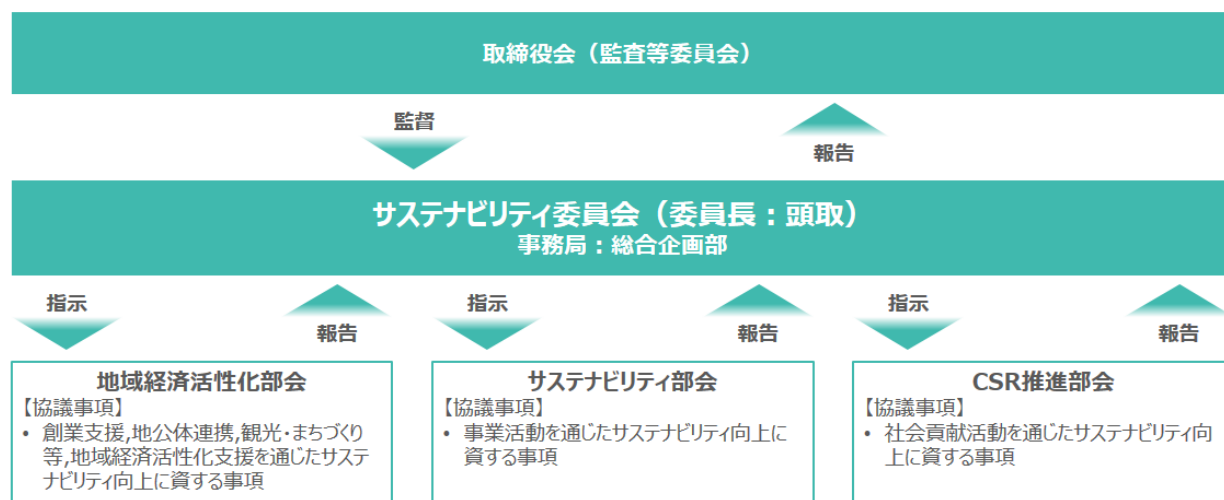 取締役会（監査等委員会）
監督
報告
サステナビリティ委員会（委員長：頭取）
事務局：総合企画部
指示
報告
指示
報告
指示
報告
地域経済活性化部会
【協議事項】
• 創業支援,地公体連携,観光・まちづくり
等,地域経済活性化支援を通じたサステ
ナビリティ向上に資する事項
サステナビリティ部会
【協議事項】
• 事業活動を通じたサステナビリティ向上に
資する事項
CSR推進部会
【協議事項】
• 社会貢献活動を通じたサステナビリティ向
上に資する事項